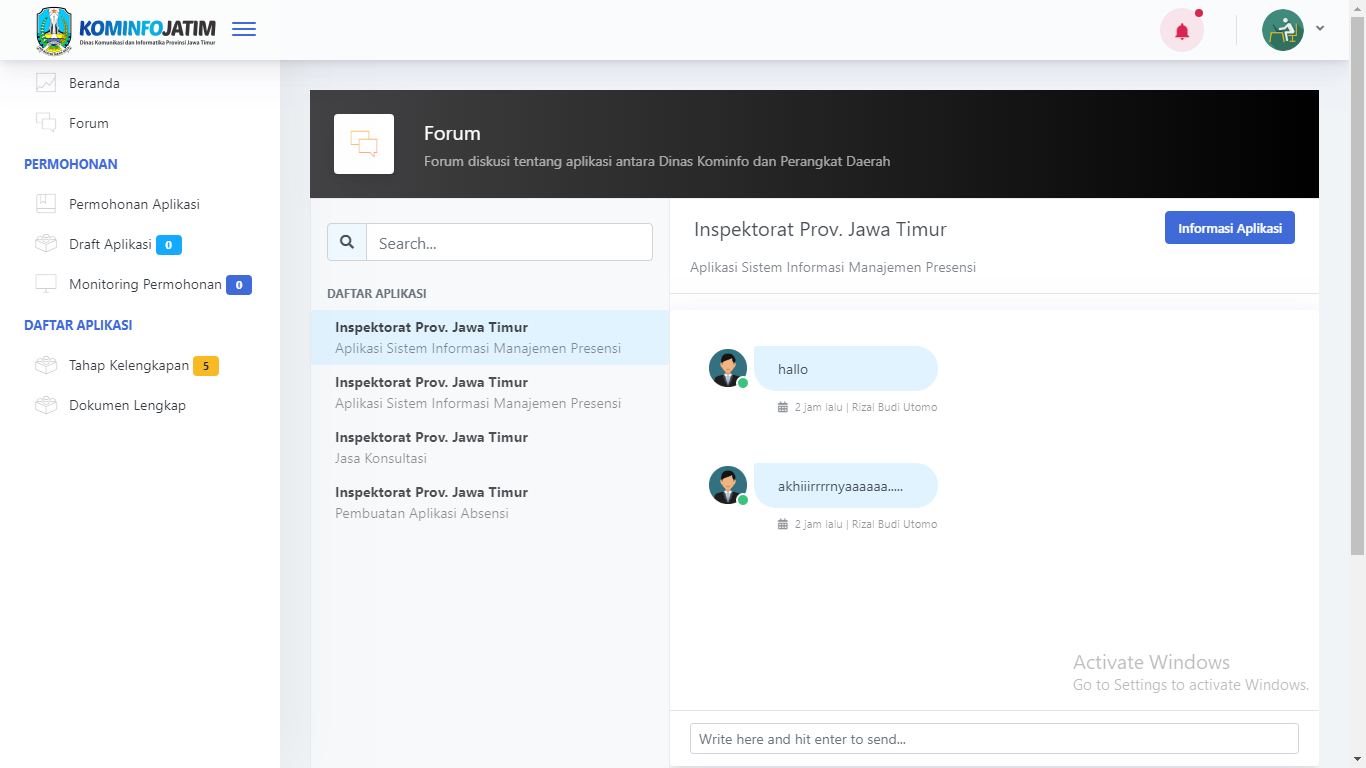 KOMINFOJATIM
Dinas Komunikasi dan Informatika Provinsi Jawa Timur
Beranda
Forum
PERMOHONAN
Permohonan Aplikasi
Draft Aplikasi 0
Monitoring Permohonan 0
DAFTAR APLIKASI
Tahap Kelengkapan 5
Dokumen Lengkap
Forum
Forum diskusi tentang aplikasi antara Dinas Kominfo dan Perangkat Daerah
Search...
DAFTAR APLIKASI
Inspektorat Prov. Jawa Timur
Aplikasi Sistem Informasi Manajemen Presensi
Inspektorat Prov. Jawa Timur
Aplikasi Sistem Informasi Manajemen Presensi
Inspektorat Prov. Jawa Timur
Jasa Konsultasi
Inspektorat Prov. Jawa Timur
Pembuatan Aplikasi Absensi
Inspektorat Prov. Jawa Timur
Informasi Aplikasi
Aplikasi Sistem Informasi Manajemen Presensi
hallo
2 jam lalu | Rizal Budi Utomo
akhiiirrrrnyaaaaaa.....
2 jam lalu | Rizal Budi Utomo
Activate Windows
Go to Settings to activate Windows.
Write here and hit enter to send...